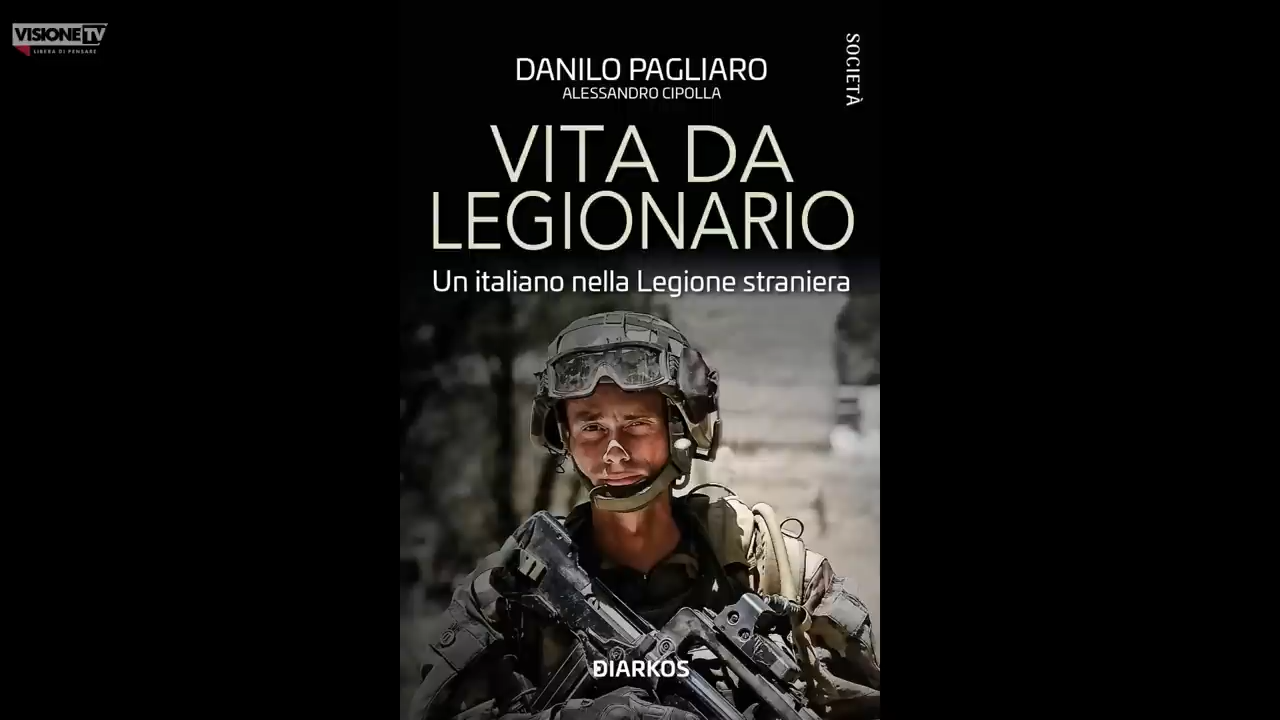 VISIONE TV
LIBERA DI PENSARE
SOCIETÀ
DANILO PAGLIARO
ALESSANDRO CIPOLLA
VITA DA
LEGIONARIO
Un italiano nella Legione straniera
DIARKOS